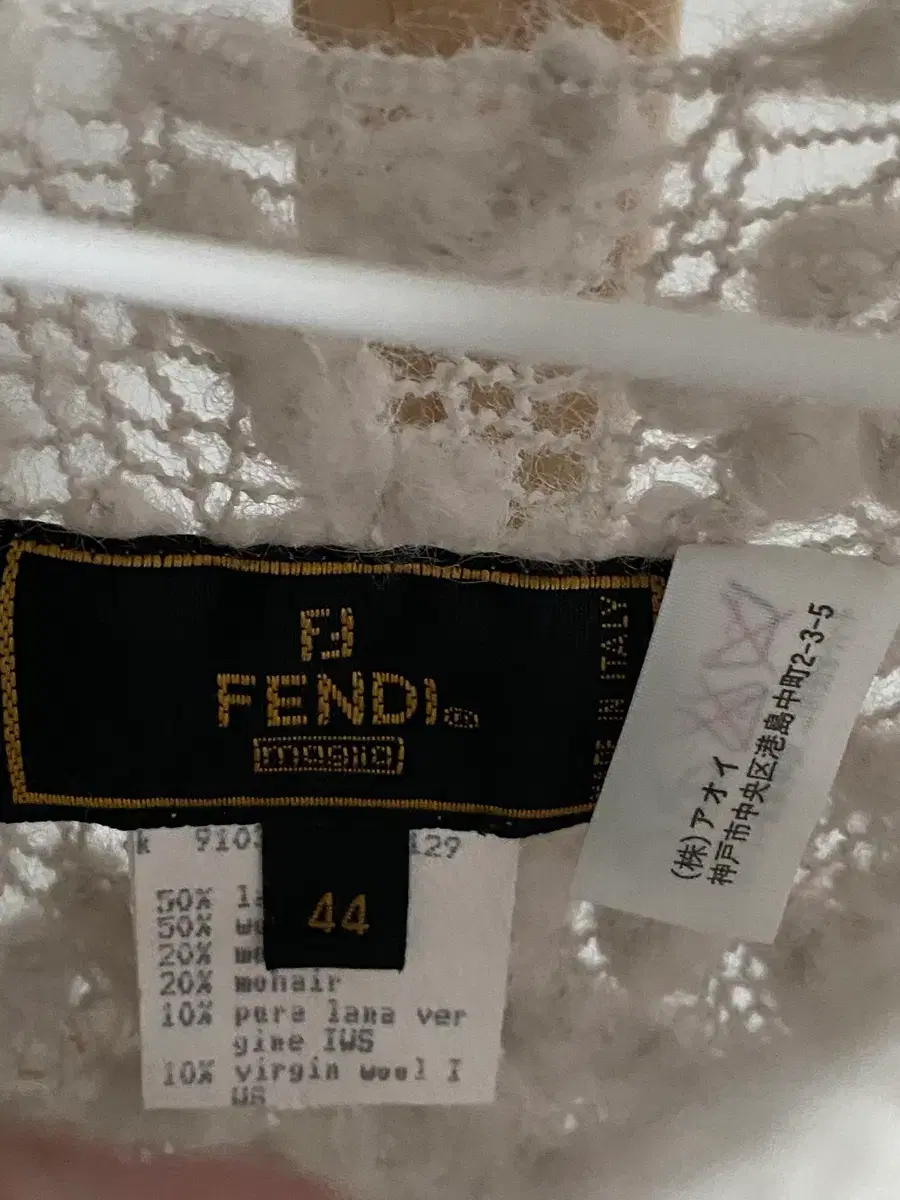 FF
FENDI®
maglia
MADE IN ITALY
(株)アオイ
神戸市中央区港島中町2-3-5
44
50%
50%
20%
20% mohair
10% pura lana ver
gine IWS
10% virgin wool I
WS